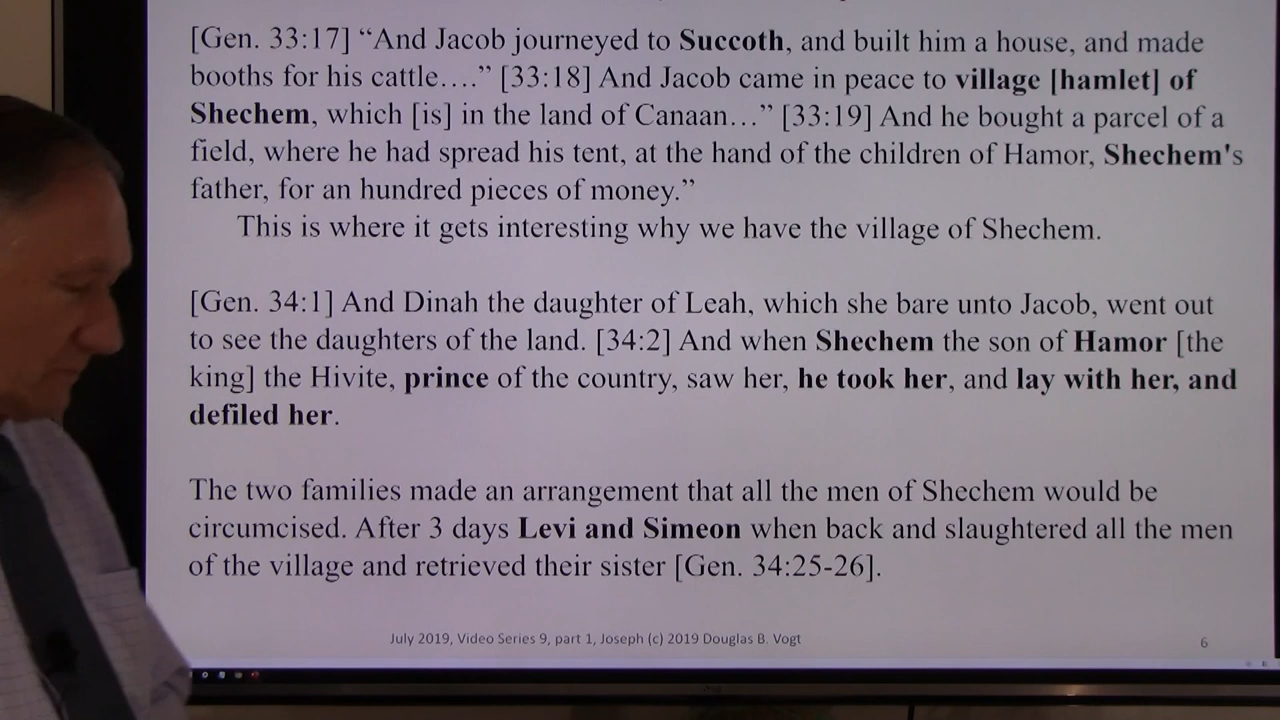 [Gen. 33:17] “And Jacob journeyed to Succoth, and built him a house, and made
booths for his cattle….” [33:18] And Jacob came in peace to village [hamlet] of
Shechem, which [is] in the land of Canaan…” [33:19] And he bought a parcel of a
field, where he had spread his tent, at the hand of the children of Hamor, Shechem's
father, for an hundred pieces of money.”
This is where it gets interesting why we have the village of Shechem.
[Gen. 34:1] And Dinah the daughter of Leah, which she bare unto Jacob, went out
to see the daughters of the land. [34:2] And when Shechem the son of Hamor [the
king] the Hivite, prince of the country, saw her, he took her, and lay with her, and
defiled her.
The two families made an arrangement that all the men of Shechem would be
circumcised. After 3 days Levi and Simeon when back and slaughtered all the men
of the village and retrieved their sister [Gen. 34:25-26].
July 2019, Video Series 9, part 1, Joseph (c) 2019 Douglas B. Vogt
6